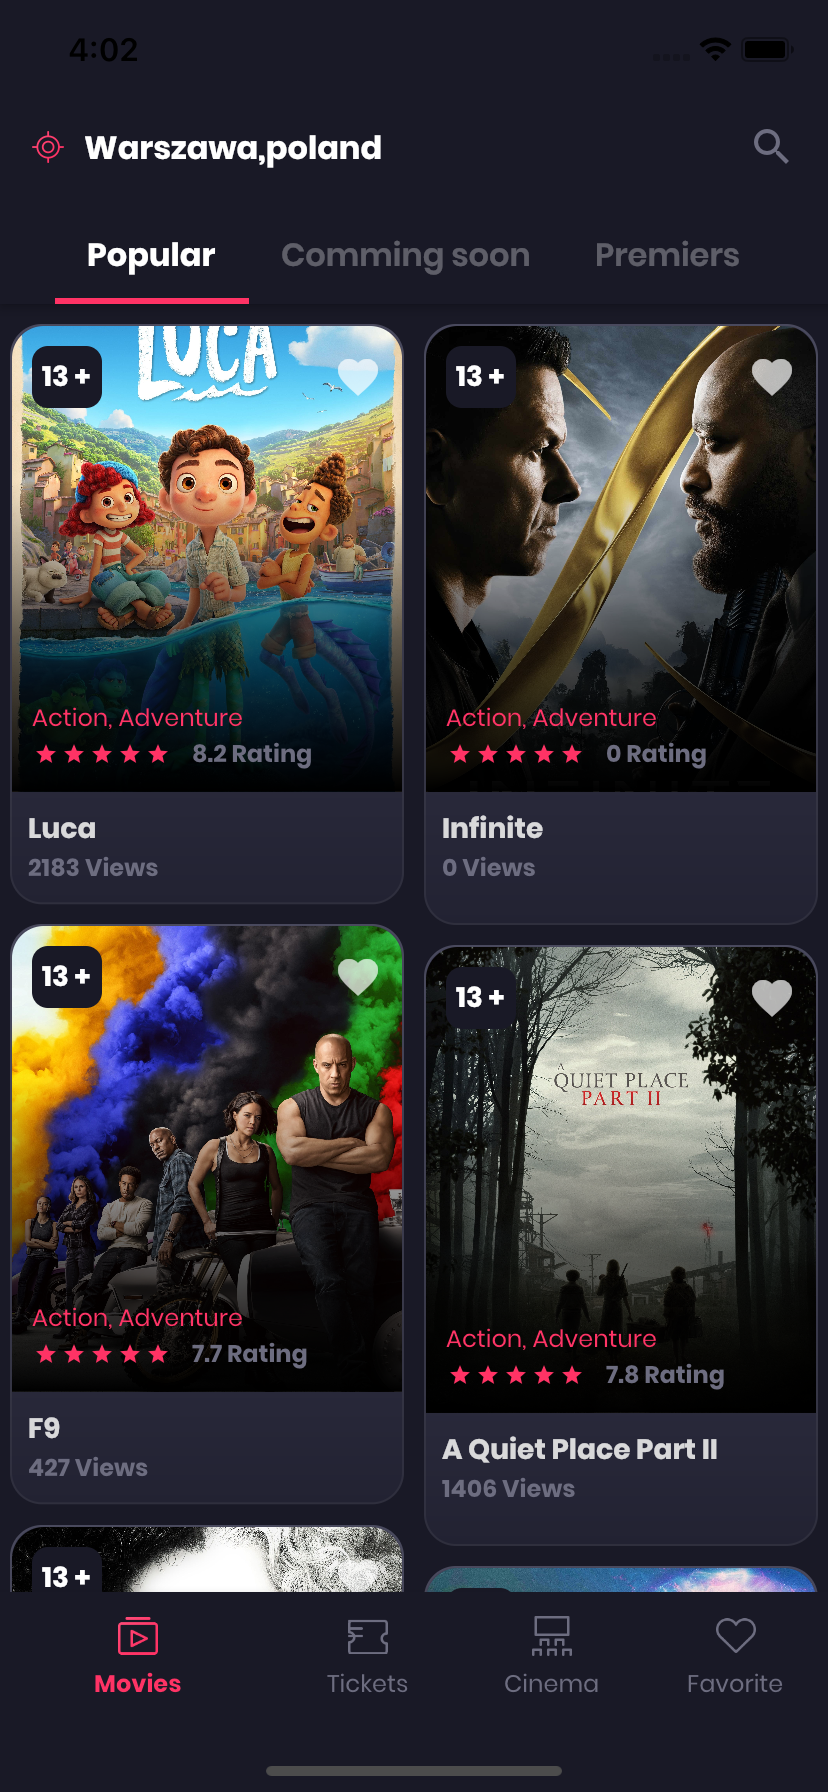 4:02
Warszawa,poland
Popular
Comming soon
Premiers
LUCA
13 +
Action, Adventure
8.2 Rating
Luca
2183 Views
13 +
Action, Adventure
0 Rating
Infinite
0 Views
13 +
Action, Adventure
7.7 Rating
F9
427 Views
13 +
A
QUIET PLACE
PART II
Action, Adventure
7.8 Rating
A Quiet Place Part II
1406 Views
13 +
Movies
Tickets
Cinema
Favorite